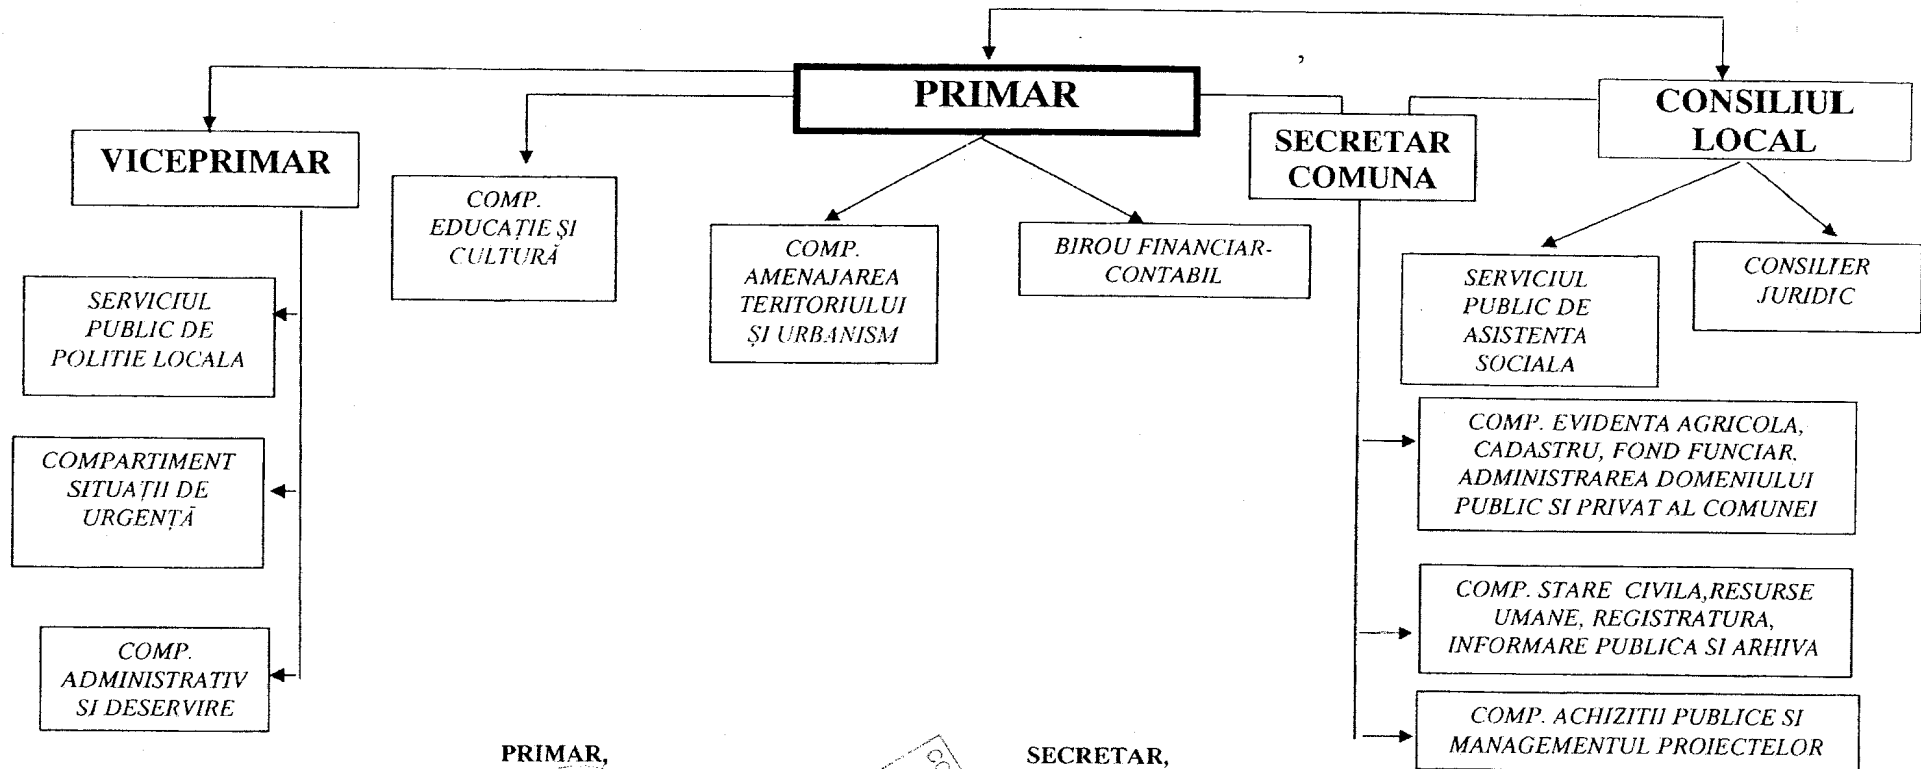 PRIMAR
CONSILIUL
LOCAL
VICEPRIMAR
SECRETAR
COMUNA
COMP.
EDUCAȚIE ȘI
CULTURĂ
COMP.
AMENAJAREA
TERITORIULUI
ȘI URBANISM
BIROU FINANCIAR-
CONTABIL
SERVICIUL
PUBLIC DE
ASISTENTA
SOCIALA
CONSILIER
JURIDIC
SERVICIUL
PUBLIC DE
POLITIE LOCALA
COMPARTIMENT
SITUAȚII DE
URGENȚĂ
COMP.
ADMINISTRATIV
SI DESERVIRE
COMP. EVIDENTA AGRICOLA,
CADASTRU, FOND FUNCIAR.
ADMINISTRAREA DOMENIULUI
PUBLIC SI PRIVAT AL COMUNEI
COMP. STARE CIVILA,RESURSE
UMANE, REGISTRATURA,
INFORMARE PUBLICA SI ARHIVA
COMP. ACHIZITII PUBLICE SI
MANAGEMENTUL PROIECTELOR
PRIMAR,
SECRETAR,